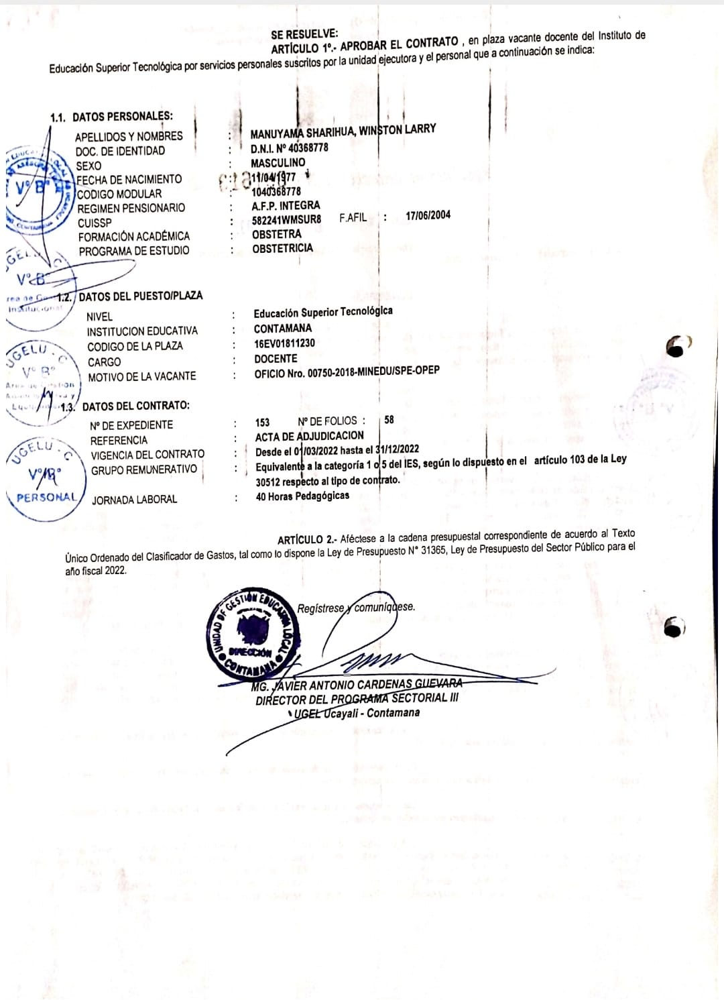 SE RESUELVE:
ARTÍCULO 1º.- APROBAR EL CONTRATO , en plaza vacante docente del Instituto de
Educación Superior Tecnológica por servicios personales suscritos por la unidad ejecutora y el personal que a continuación se indica:
1.1. DATOS PERSONALES:
APELLIDOS Y NOMBRES : MANUYAMA SHARIHUA, WINSTON LARRY
DOC. DE IDENTIDAD : D.N.I. Nº 40368778
SEXO : MASCULINO
FECHA DE NACIMIENTO : 11/04/1977
CODIGO MODULAR : 1040368778
REGIMEN PENSIONARIO : A.F.P. INTEGRA
CUISSP : 582241WMSUR8 F.AFIL : 17/06/2004
FORMACIÓN ACADÉMICA : OBSTETRA
PROGRAMA DE ESTUDIO : OBSTETRICIA
VºBº
VºBº
1.2. DATOS DEL PUESTO/PLAZA
NIVEL : Educación Superior Tecnológica
INSTITUCION EDUCATIVA : CONTAMANA
CODIGO DE LA PLAZA : 16EV01811230
CARGO : DOCENTE
MOTIVO DE LA VACANTE : OFICIO Nro. 00750-2018-MINEDU/SPE-OPEP
UGELU - C
Vº Bº
1.3. DATOS DEL CONTRATO:
Nº DE EXPEDIENTE : 153 Nº DE FOLIOS : 58
REFERENCIA : ACTA DE ADJUDICACION
VIGENCIA DEL CONTRATO : Desde el 01/03/2022 hasta el 31/12/2022
GRUPO REMUNERATIVO : Equivalente a la categoría 1 o 5 del IES, según lo dispuesto en el artículo 103 de la Ley
30512 respecto al tipo de contrato.
JORNADA LABORAL : 40 Horas Pedagógicas
UGELU - C
VºBº
PERSONAL
ARTÍCULO 2.- Aféctese a la cadena presupuestal correspondiente de acuerdo al Texto
Único Ordenado del Clasificador de Gastos, tal como lo dispone la Ley de Presupuesto N° 31365, Ley de Presupuesto del Sector Público para el
año fiscal 2022.
Regístrese y comuníquese.
UNIDAD DE GESTIÓN EDUCATIVA LOCAL
DIRECCIÓN
CONTAMANA
MG. JAVIER ANTONIO CARDENAS GUEVARA
DIRECTOR DEL PROGRAMA SECTORIAL III
UGEL Ucayali - Contamana